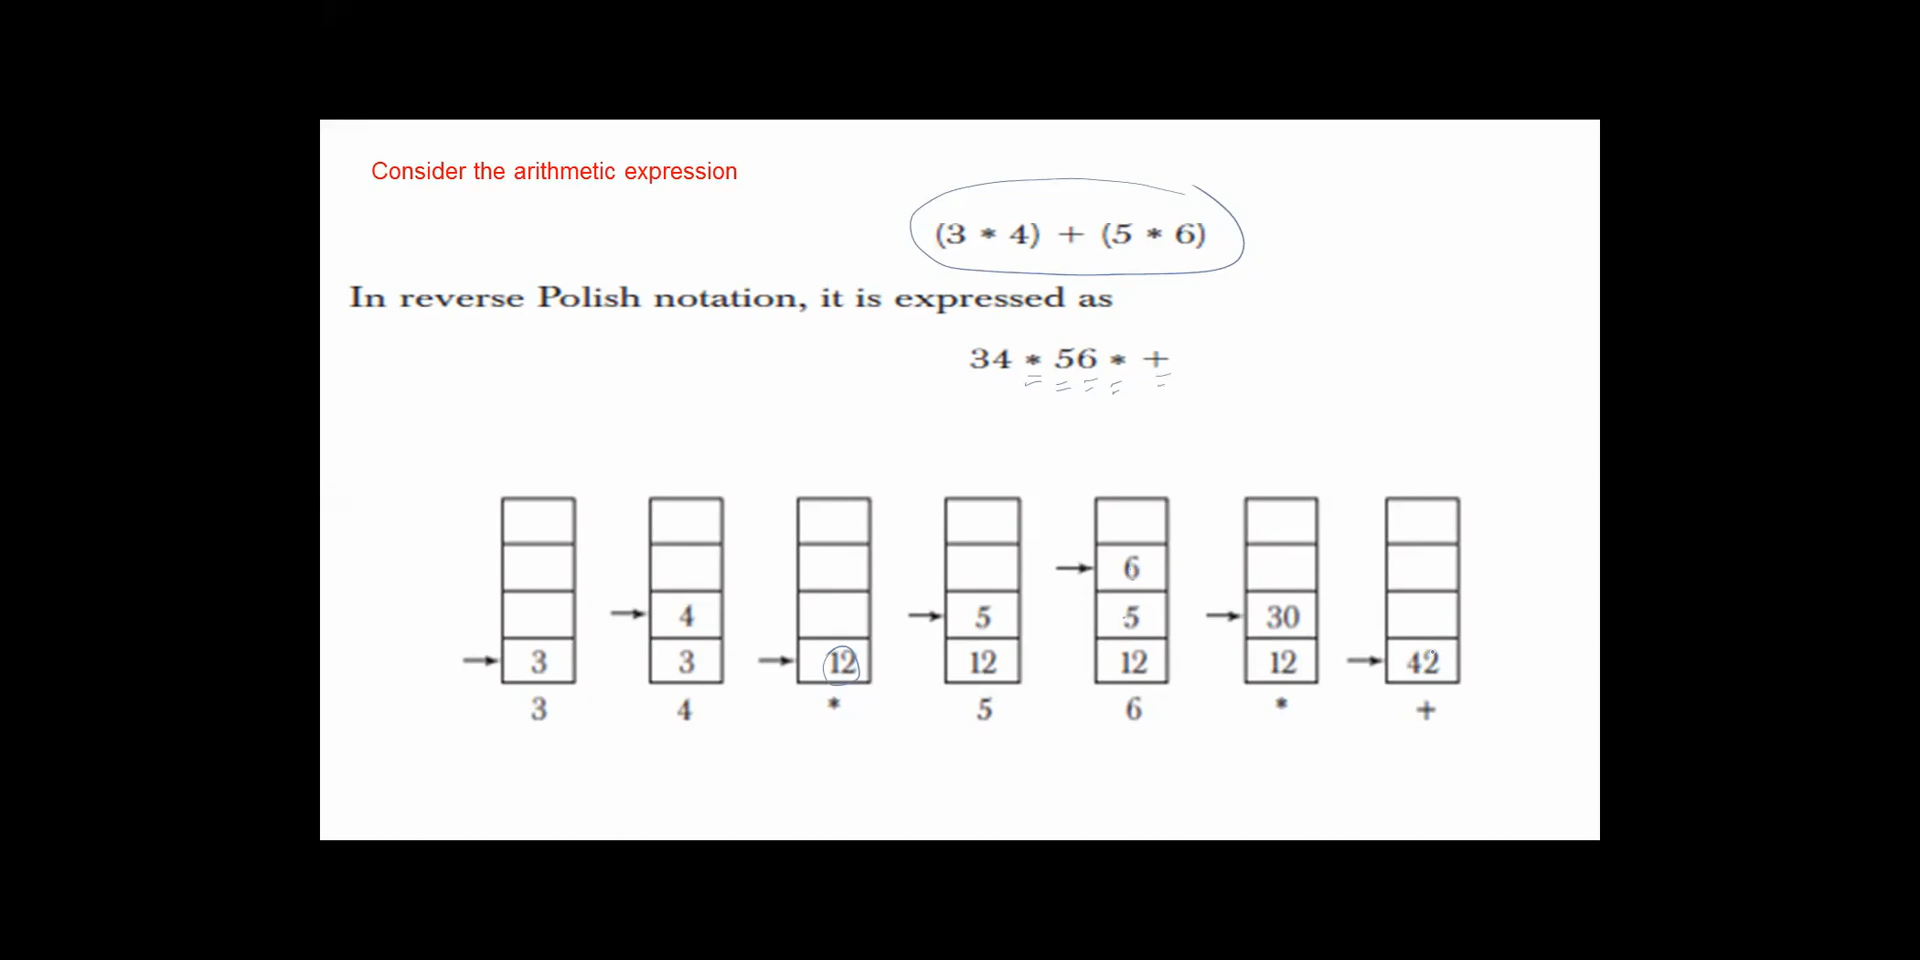 Consider the arithmetic expression
(3 * 4) + (5 * 6)
In reverse Polish notation, it is expressed as
34 * 56 * +
6
4 5 5 30
3 3 12 12 12 12 42
3 4 * 5 6 * +